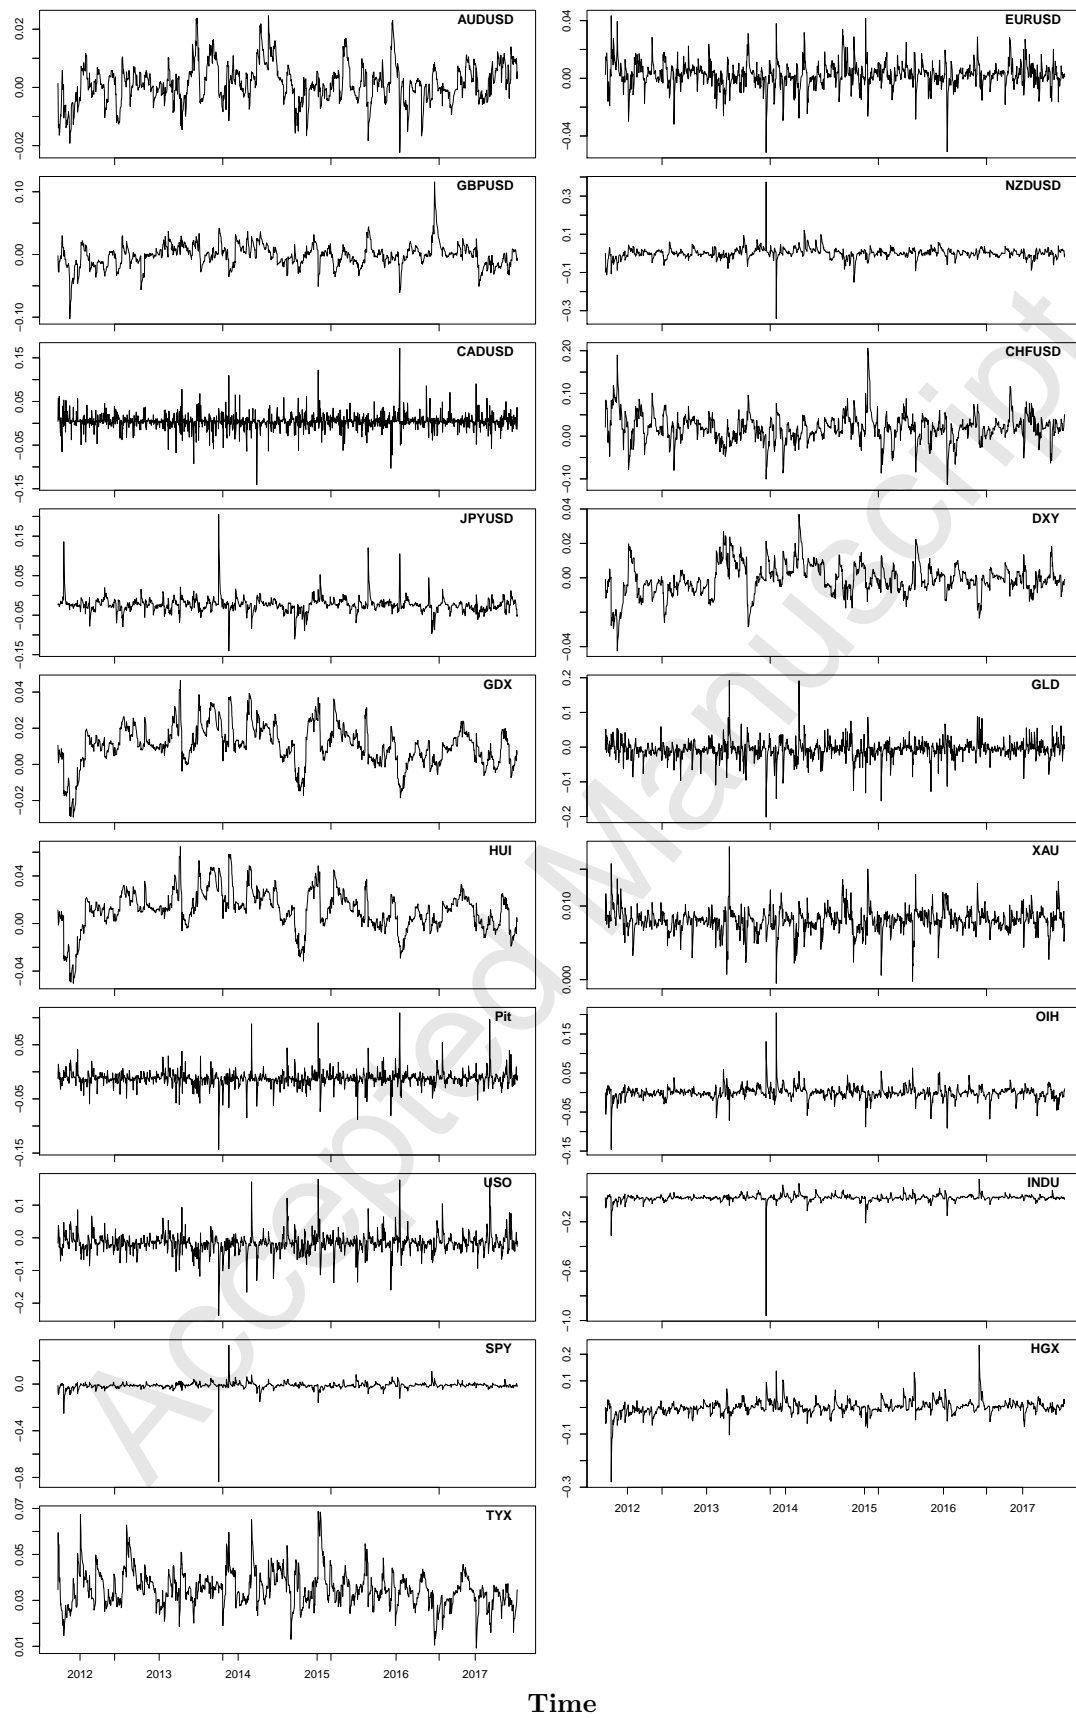 AUDUSD
−0.02 0.00 0.02
EURUSD
−0.04 0.00 0.04
GBPUSD
−0.10 0.00 0.10
NZDUSD
−0.3 −0.1 0.1 0.3
CADUSD
−0.15 −0.05 0.05 0.15
CHFUSD
−0.10 0.00 0.10 0.20
JPYUSD
−0.15 −0.05 0.05 0.15
DXY
−0.04 0.00 0.02 0.04
GDX
−0.02 0.00 0.02 0.04
GLD
−0.2 −0.1 0.0 0.1 0.2
HUI
−0.04 0.00 0.04
XAU
0.000 0.010
Pit
−0.15 −0.05 0.05
OIH
−0.15 −0.05 0.05 0.15
USO
−0.2 −0.1 0.0 0.1
INDU
−1.0 −0.6 −0.2
SPY
−0.8 −0.4 0.0
HGX
−0.3 −0.1 0.1 0.2
2012 2013 2014 2015 2016 2017
TYX
0.01 0.03 0.05 0.07
2012 2013 2014 2015 2016 2017
Time
Accepted Manuscript